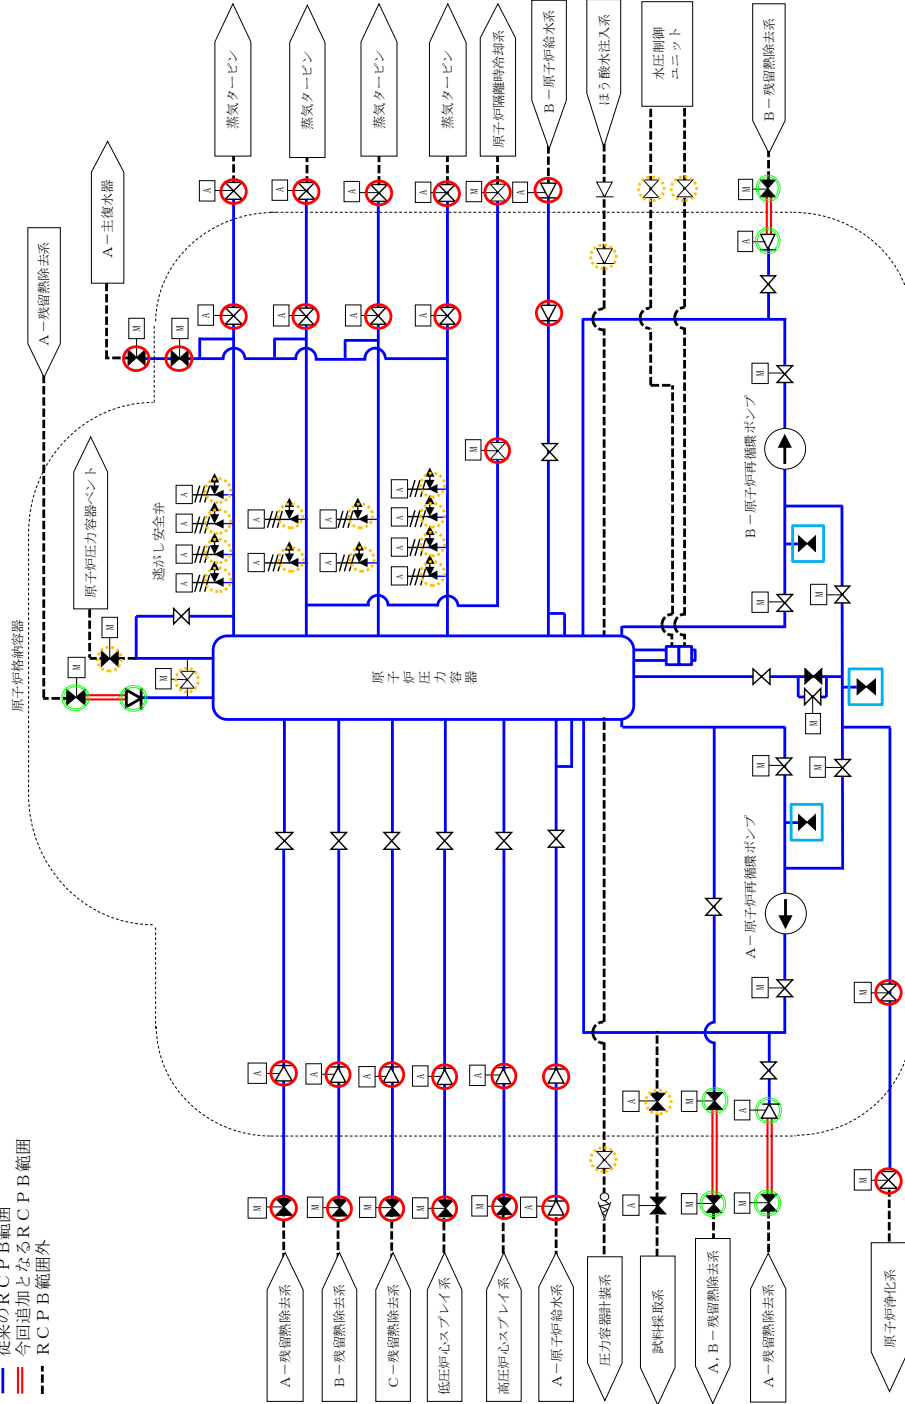 従来のＲＣＰＢ範囲
今回追加となるＲＣＰＢ範囲
ＲＣＰＢ範囲外
蒸気タービン
蒸気タービン
蒸気タービン
蒸気タービン
原子炉隔離時冷却系
Ｂ－原子炉給水系
ほう酸水注入系
水圧制御
ユニット
Ｂ－残留熱除去系
Ａ－主復水器
Ａ－残留熱除去系
A
A
A
A
M
A
M
A
M
M
A
A
A
A
M
M
原子炉圧力容器ベント
逃がし安全弁
A
A
A
A
A
A
A
A
A
A
A
A
Ｂ－原子炉再循環ポンプ
M
M
原子炉格納容器
M
M
M
原子炉圧力容器
M
M
M
Ａ－原子炉再循環ポンプ
M
M
A
A
A
A
A
A
M
A
M
M
M
M
M
M
A
A
M
M
Ａ－残留熱除去系
Ｂ－残留熱除去系
Ｃ－残留熱除去系
低圧炉心スプレイ系
高圧炉心スプレイ系
Ａ－原子炉給水系
圧力容器計装系
試料採取系
Ａ,Ｂ－残留熱除去系
Ａ－残留熱除去系
原子炉浄化系